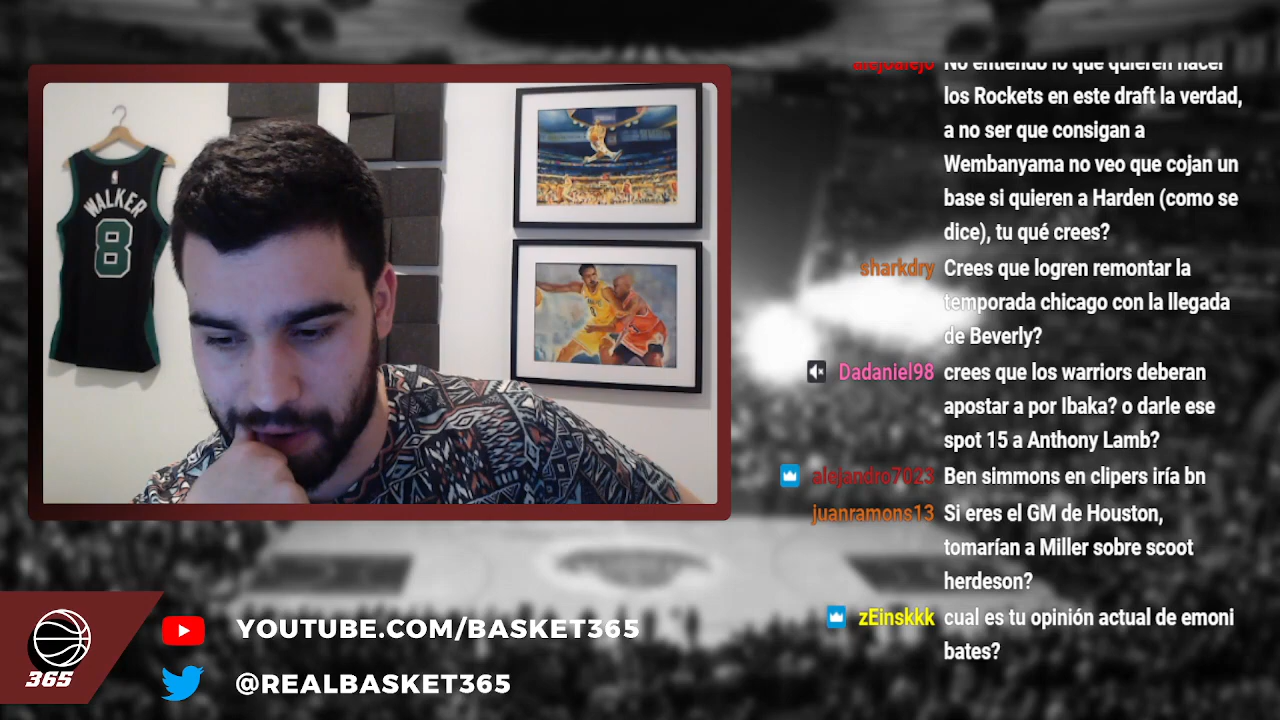 WALKER
8
alejoalejo No entiendo lo que quieren hacer
los Rockets en este draft la verdad,
a no ser que consigan a
Wembanyama no veo que cojan un
base si quieren a Harden (como se
dice), tu qué crees?
sharkdry Crees que logren remontar la
temporada chicago con la llegada
de Beverly?
Dadaniel98 crees que los warriors deberan
apostar a por Ibaka? o darle ese
spot 15 a Anthony Lamb?
alejandro7023 Ben simmons en clipers iría bn
juanramons13 Si eres el GM de Houston,
tomarían a Miller sobre scoot
herdeson?
zEinskkk cual es tu opinión actual de emoni
bates?
365
YOUTUBE.COM/BASKET365
@REALBASKET365